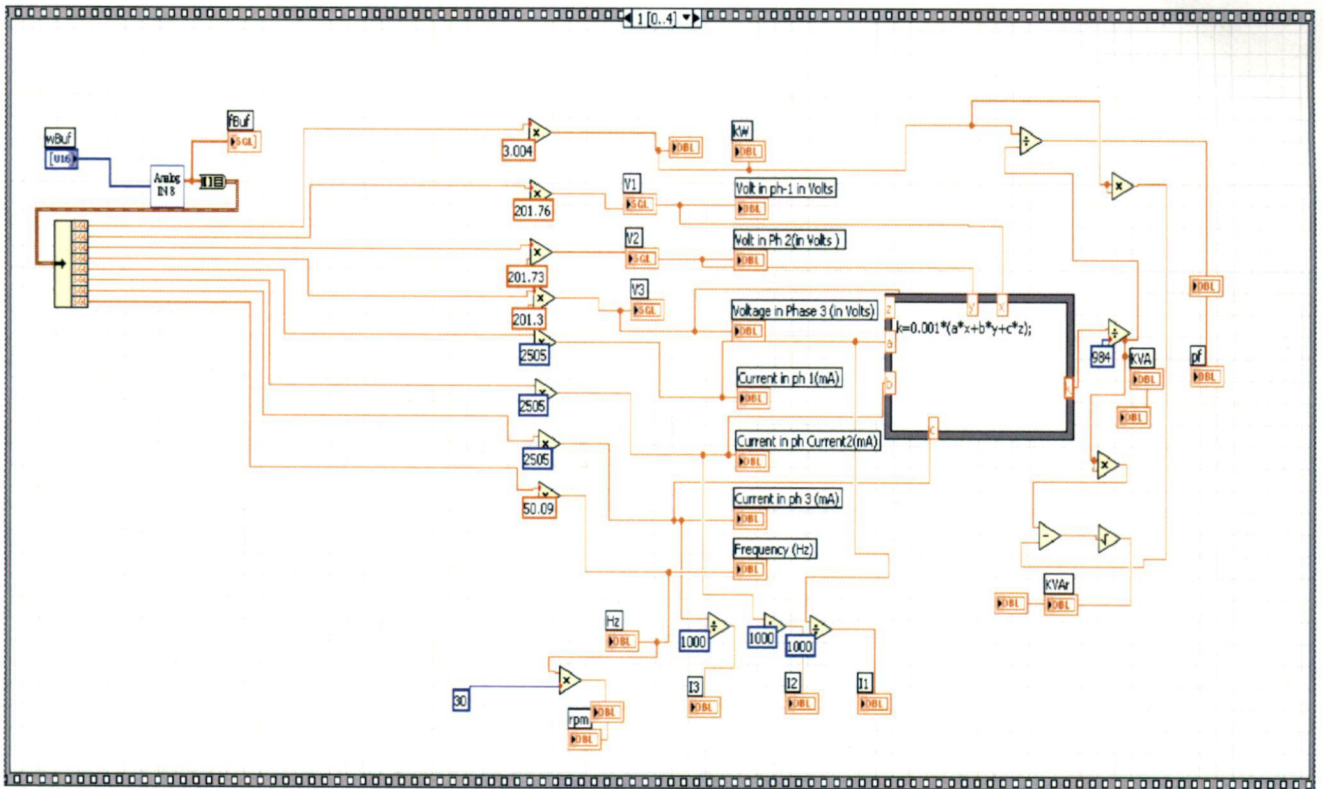 1 [0..4]
wBuf
[U16]
fBuf
SGL]
Analog
IN 8
3.004
201.76
201.73
201.3
2505
2505
2505
50.09
DBL
kW
DBL
V1
SGL
Volt in ph-1 in Volts
DBL
V2
SGL
Volt in Ph 2(in Volts )
DBL
V3
SGL
Voltage in Phase 3 (in Volts)
DBL
Current in ph 1(mA)
DBL
Current in ph Current2(mA)
DBL
Current in ph 3 (mA)
DBL
Frequency (Hz)
DBL
z
y
x
a
b
c
k
k=0.001*(a*x+b*y+c*z);
984
KVA
DBL
DBL
DBL
pf
DBL
KVAr
DBL
DBL
Hz
DBL
30
rpm
DBL
DBL
1000
1000
1000
I3
DBL
I2
DBL
I1
DBL